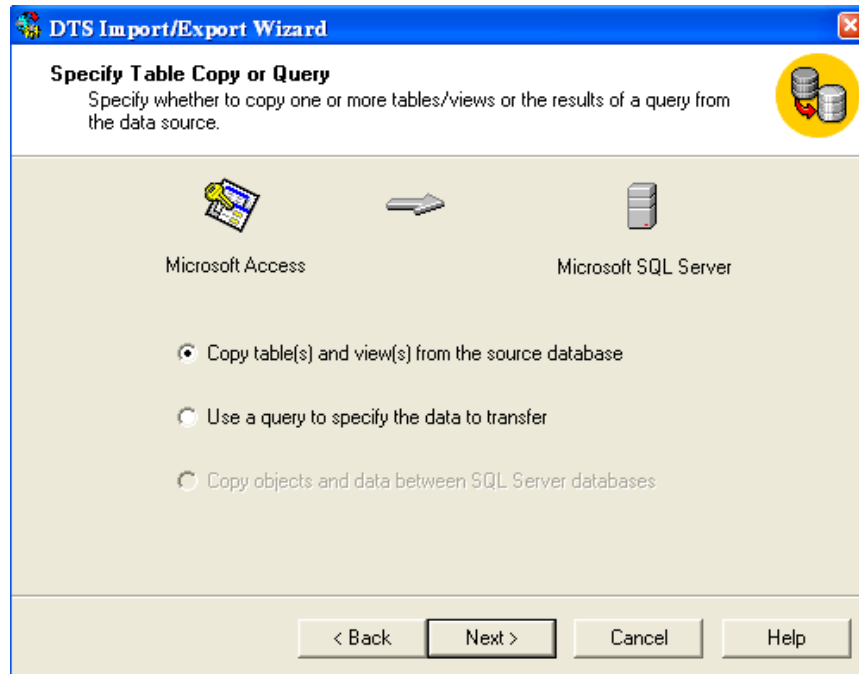 DTS Import/Export Wizard
Specify Table Copy or Query
Specify whether to copy one or more tables/views or the results of a query from
the data source.
Microsoft Access
Microsoft SQL Server
Copy table(s) and view(s) from the source database
Use a query to specify the data to transfer
Copy objects and data between SQL Server databases
< Back
Next >
Cancel
Help